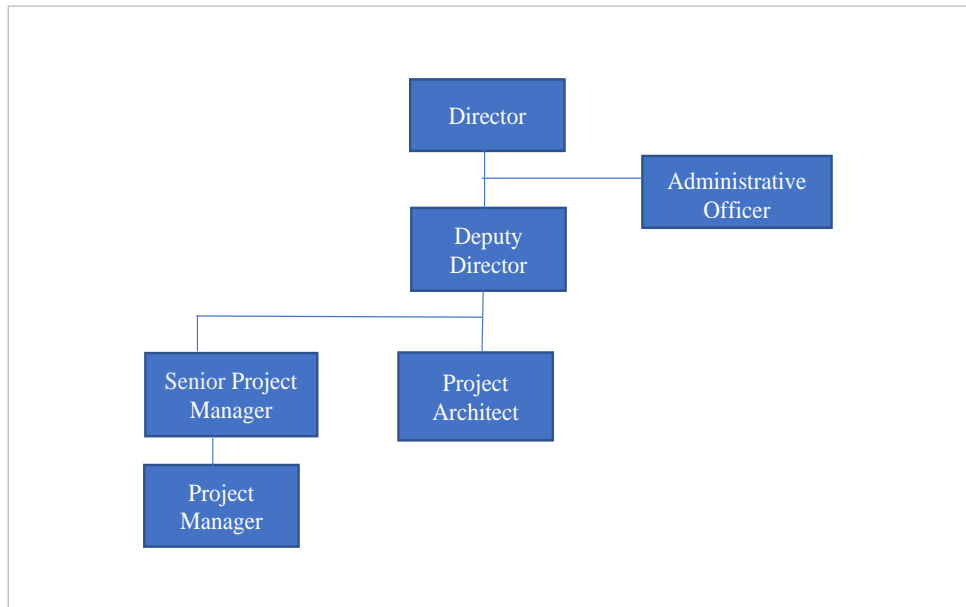 Director
Administrative
Officer
Deputy
Director
Senior Project
Manager
Project
Architect
Project
Manager